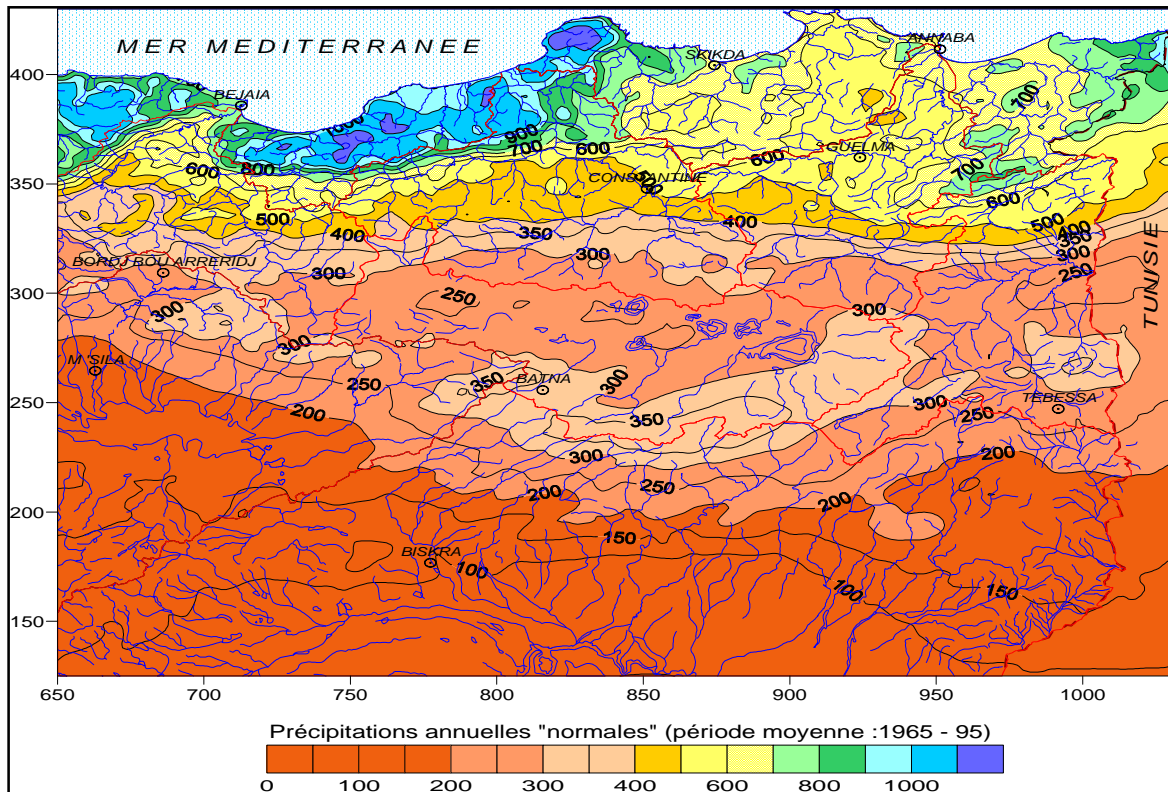 MER MEDITERRANEE
ANNABA
SKIKDA
400
BEJAIA
700
900
700 600
600 GUELMA
600 800
700
CONSTANTINE
350
600
500 400 350 400 500 400 350 300 250
TUNISIE
BORDJ BOU ARRERIDJ
300 300
300
250
300
300
300
M'SILA
250
350 BATNA 300
250
200
350
300 250 TEBESSA
300
200
250
200
200
200
150
BISKRA
100
100
150
150
650 700 750 800 850 900 950 1000
Précipitations annuelles "normales" (période moyenne :1965 - 95)
0 100 200 300 400 600 800 1000